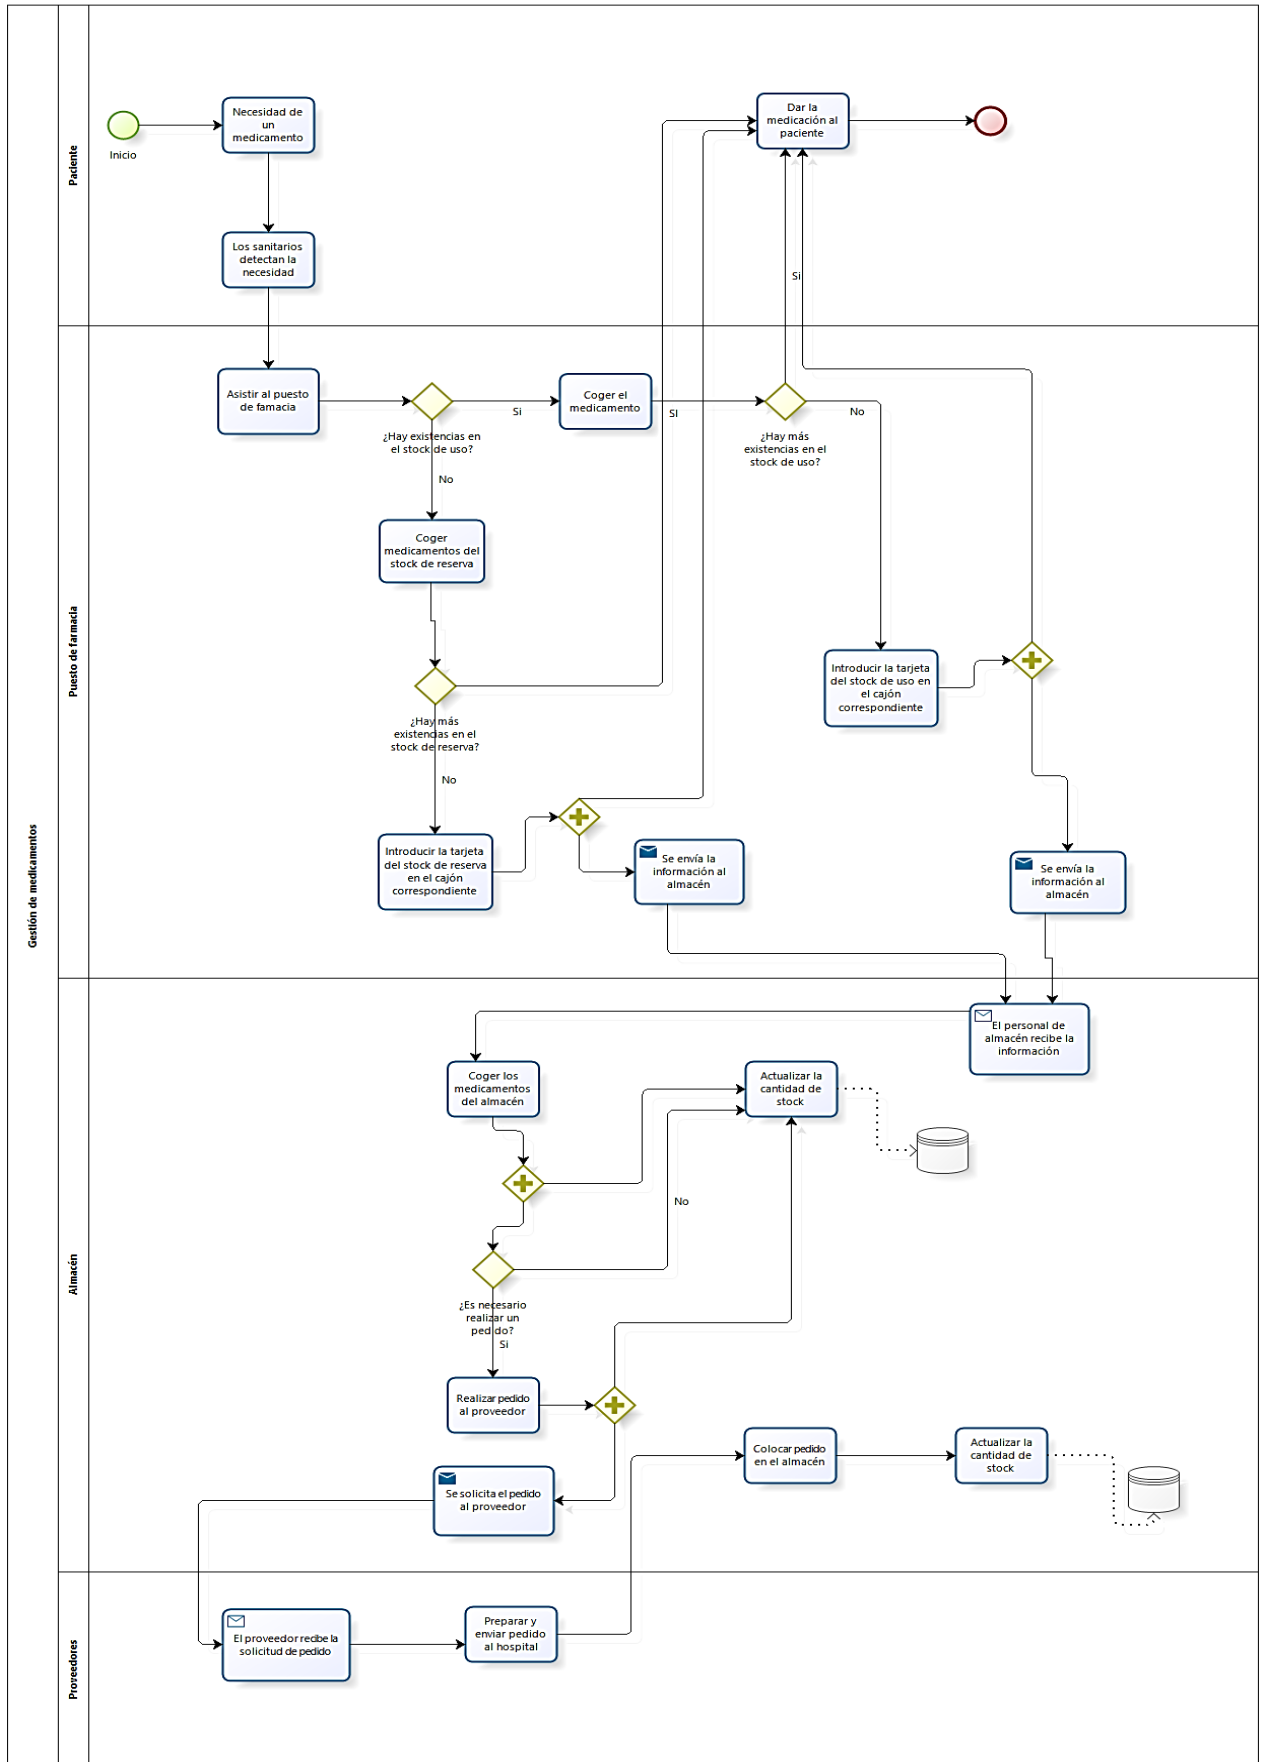 Gestión de medicamentos
Paciente
Inicio
Necesidad de
un
medicamento
Dar la
medicación al
paciente
Los sanitarios
detectan la
necesidad
Si
Puesto de farmacia
Asistir al puesto
de famacia
Si
Coger el
medicamento
SI
No
¿Hay existencias en
el stock de uso?
¿Hay más
existencias en el
stock de uso?
No
Coger
medicamentos del
stock de reserva
Introducir la tarjeta
del stock de uso en
el cajón
correspondiente
¿Hay más
existencias en el
stock de reserva?
No
Introducir la tarjeta
del stock de reserva
en el cajón
correspondiente
Se envía la
información al
almacén
Se envía la
información al
almacén
Almacén
El personal de
almacén recibe la
información
Coger los
medicamentos
del almacén
Actualizar la
cantidad de
stock
No
¿Es necesario
realizar un
pedido?
Si
Realizar pedido
al proveedor
Colocar pedido
en el almacén
Actualizar la
cantidad de
stock
Se solicita el pedido
al proveedor
Proveedores
El proveedor recibe la
solicitud de pedido
Preparar y
enviar pedido
al hospital